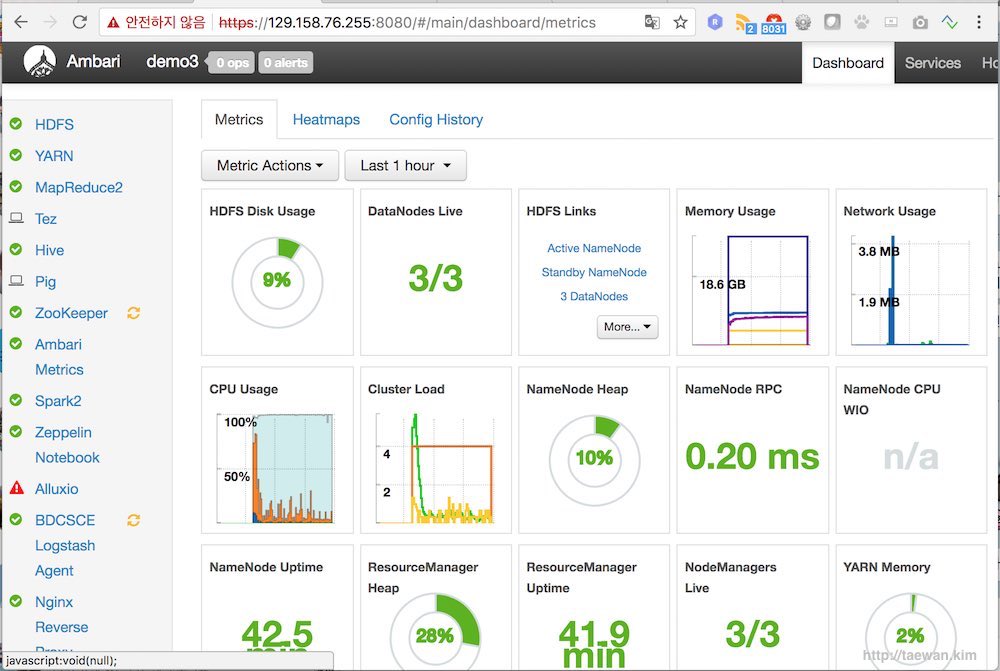 안전하지 않음 https://129.158.76.255:8080/#/main/dashboard/metrics
2
8031
R
Ambari demo3 0 ops 0 alerts Dashboard Services Ho
HDFS
YARN
MapReduce2
Tez
Hive
Pig
ZooKeeper
Ambari
Metrics
Spark2
Zeppelin
Notebook
Alluxio
BDCSCE
Logstash
Agent
Nginx
Reverse
Proxy
javascript:void(null);
Metrics Heatmaps Config History
Metric Actions Last 1 hour
HDFS Disk Usage
9%
DataNodes Live
3/3
HDFS Links
Active NameNode
Standby NameNode
3 DataNodes
More...
Memory Usage
18.6 GB
Network Usage
3.8 MB
1.9 MB
CPU Usage
100%
50%
Cluster Load
4
2
NameNode Heap
10%
NameNode RPC
0.20 ms
NameNode CPU
WIO
n/a
NameNode Uptime
42.5
min
ResourceManager
Heap
28%
ResourceManager
Uptime
41.9
min
NodeManagers
Live
3/3
YARN Memory
2%
http://taewan.kim